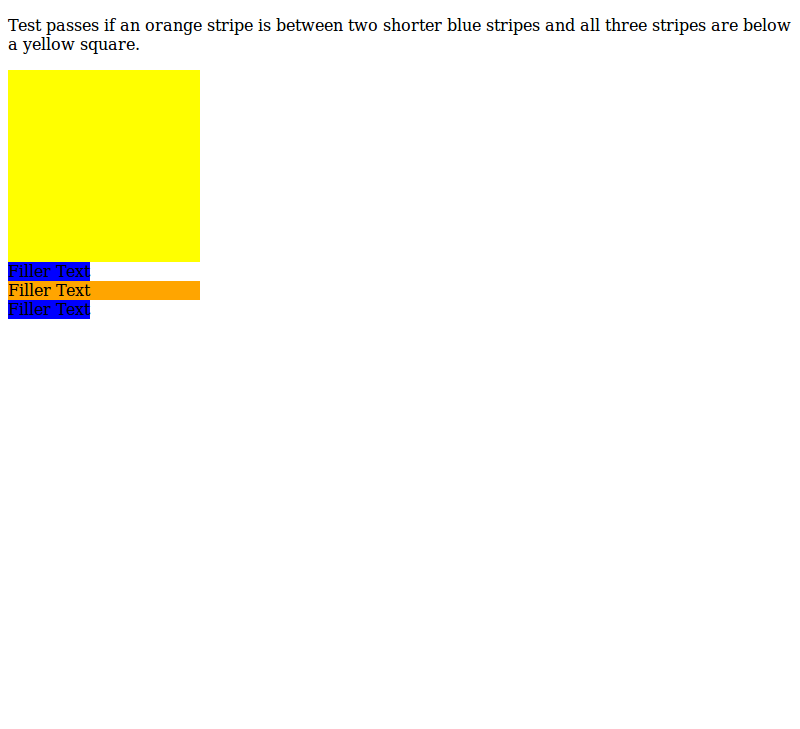 Test passes if an orange stripe is between two shorter blue stripes and all three stripes are below
a yellow square.
Filler Text
Filler Text
Filler Text